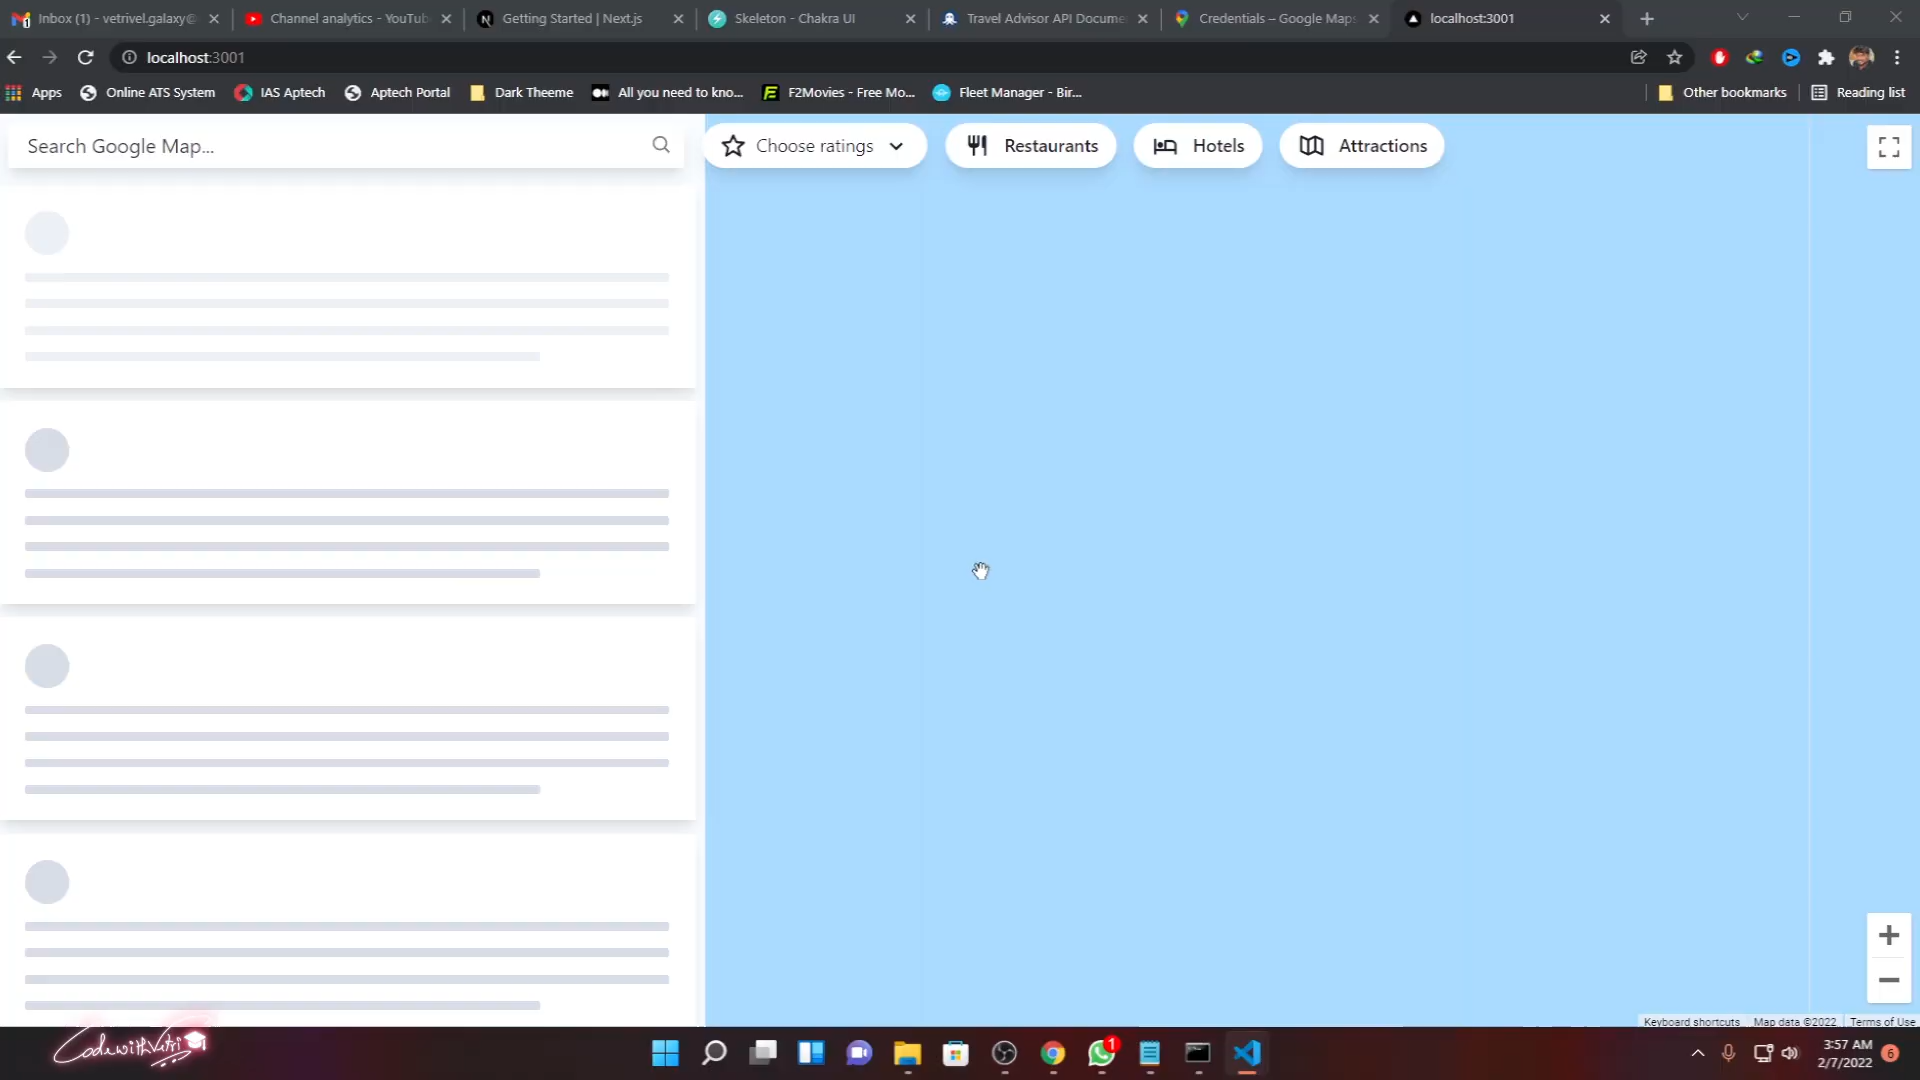 Inbox (1) - vetrivel.galaxy@
Channel analytics - YouTub
Getting Started | Next.js
Skeleton - Chakra UI
Travel Advisor API Docume
Credentials – Google Maps
localhost:3001
localhost:3001
Apps
Online ATS System
IAS Aptech
Aptech Portal
Dark Theeme
All you need to kno...
F2Movies - Free Mo...
Fleet Manager - Bir...
Other bookmarks
Reading list
Search Google Map...
Choose ratings
Restaurants
Hotels
Attractions
Keyboard shortcuts
Map data ©2022
Terms of Use
CodewithVetri
1
3:57 AM
2/7/2022
6